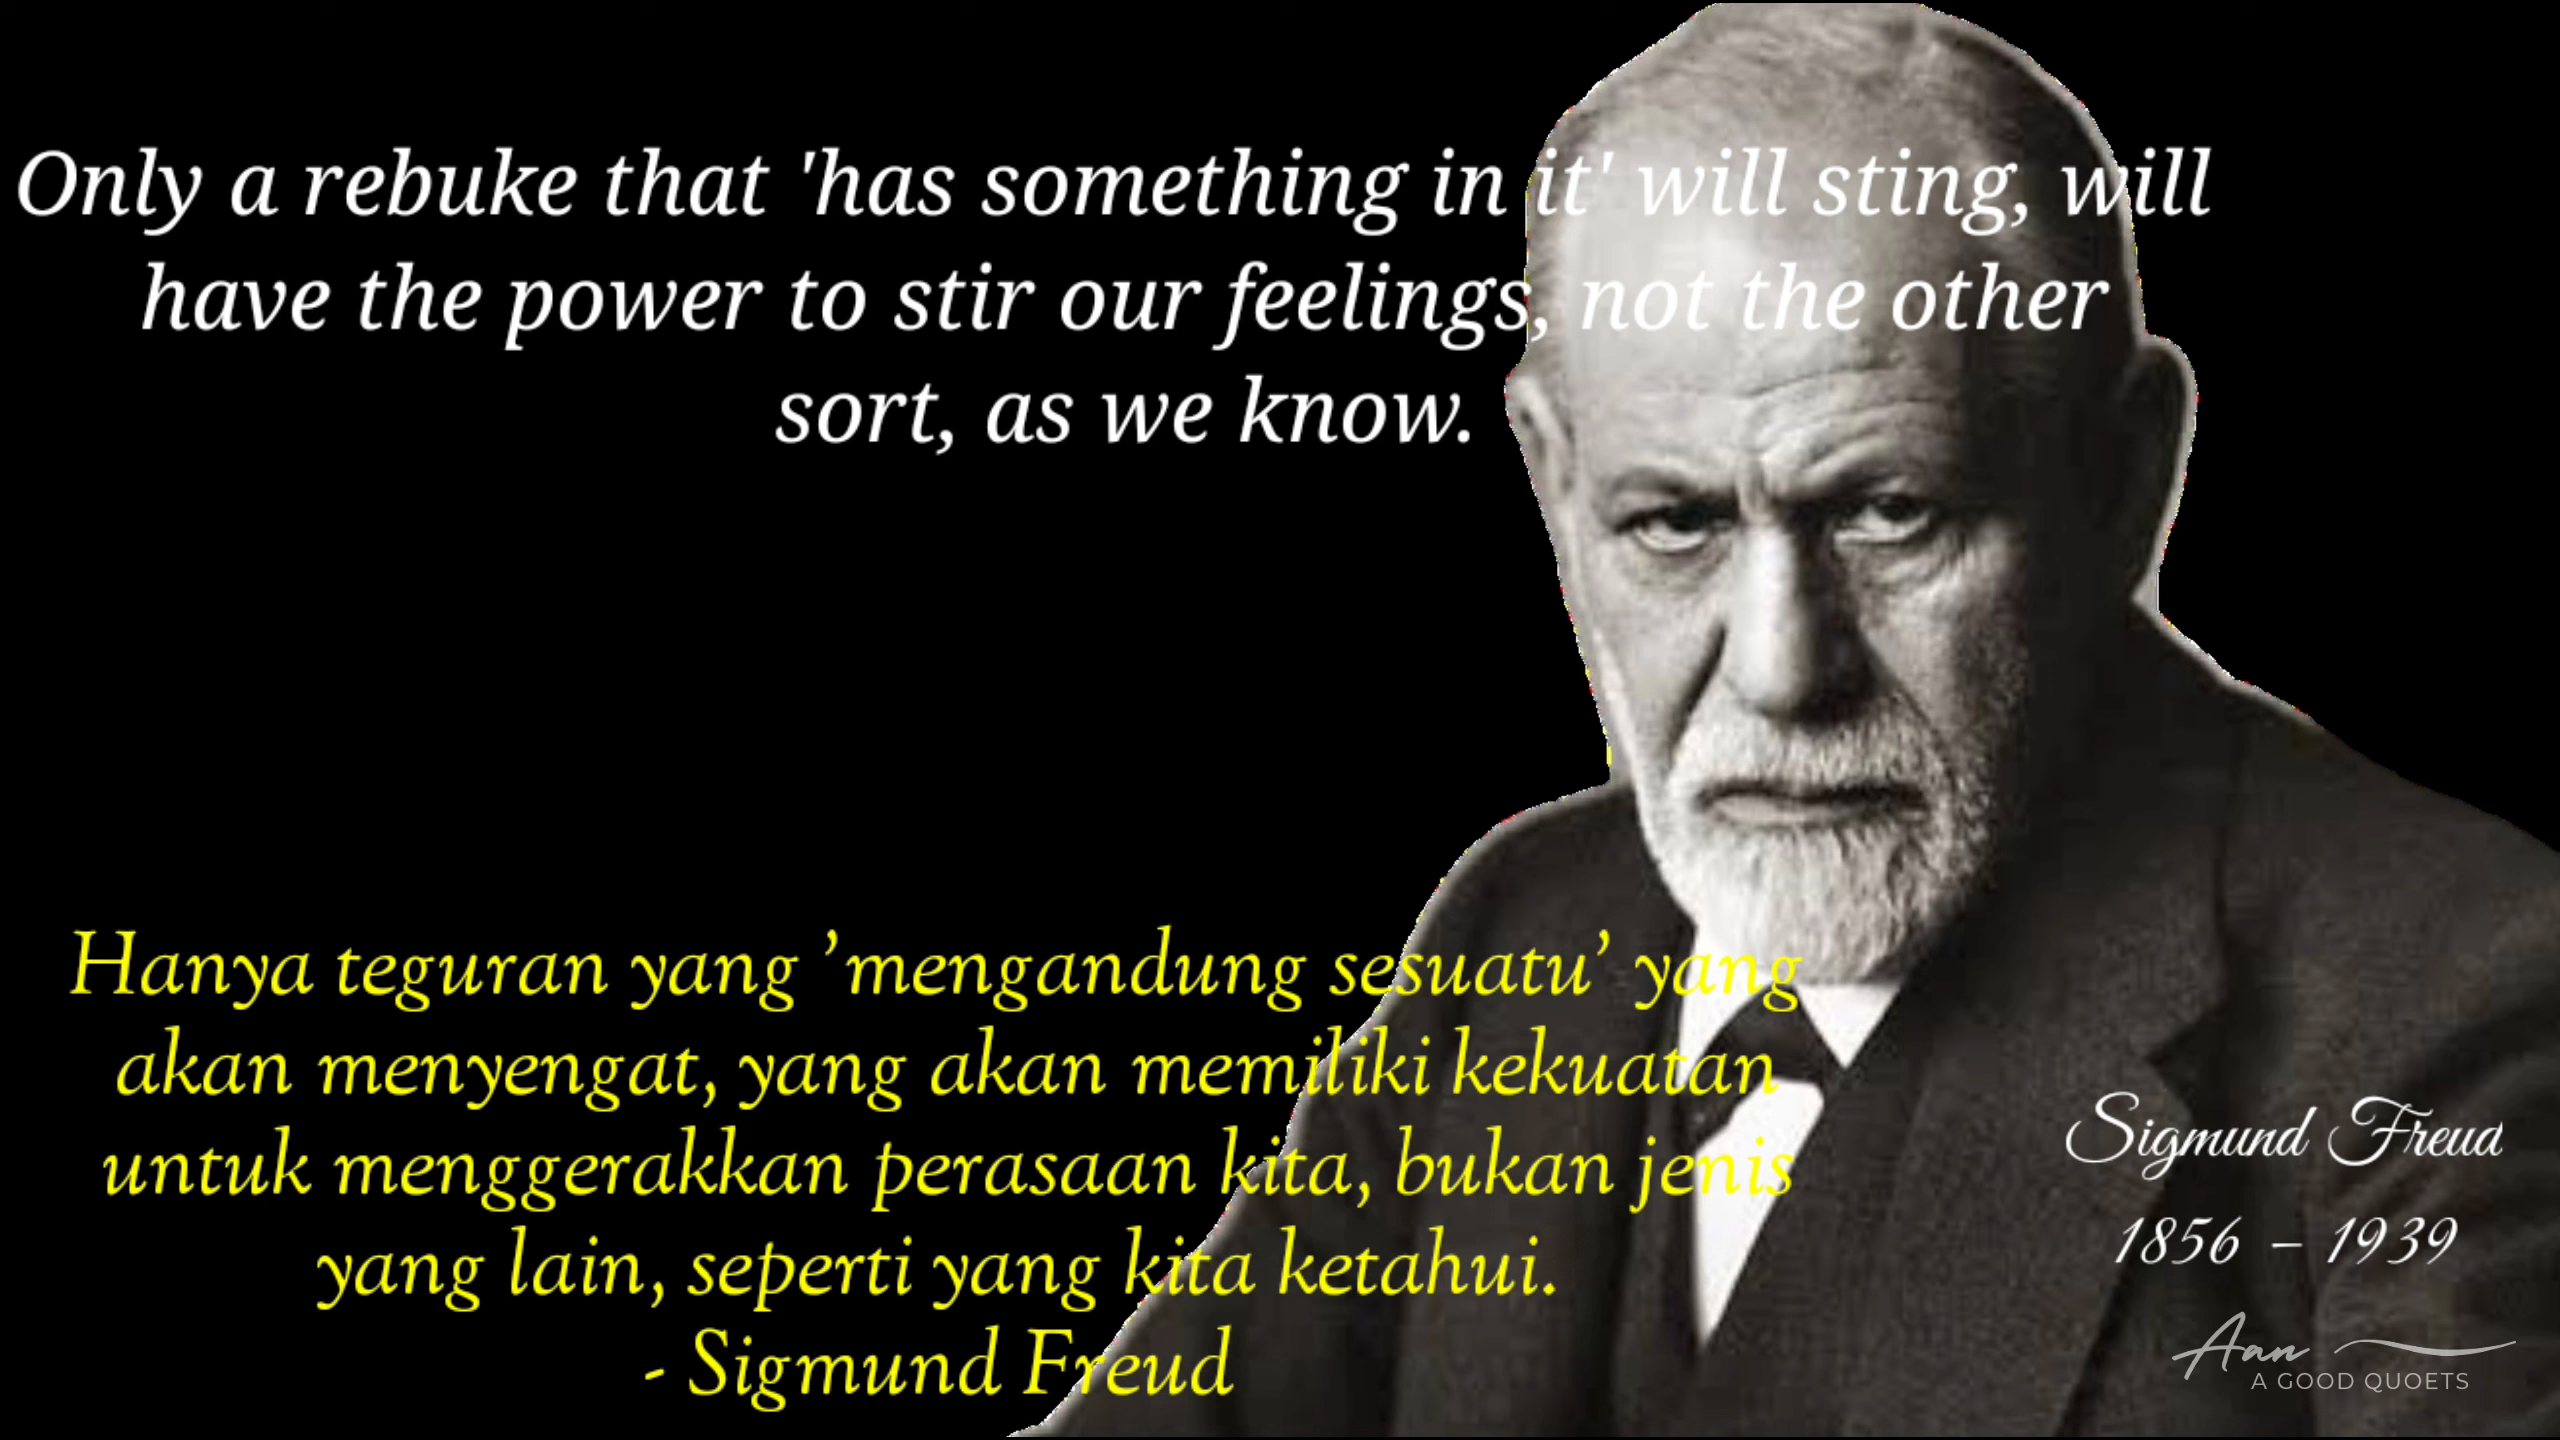 Only a rebuke that 'has something in it' will sting, will
have the power to stir our feelings, not the other
sort, as we know.
Hanya teguran yang ’mengandung sesuatu’ yang
akan menyengat, yang akan memiliki kekuatan
untuk menggerakkan perasaan kita, bukan jenis
yang lain, seperti yang kita ketahui.
- Sigmund Freud
Sigmund Freud
1856 – 1939
Aan
A GOOD QUOETS